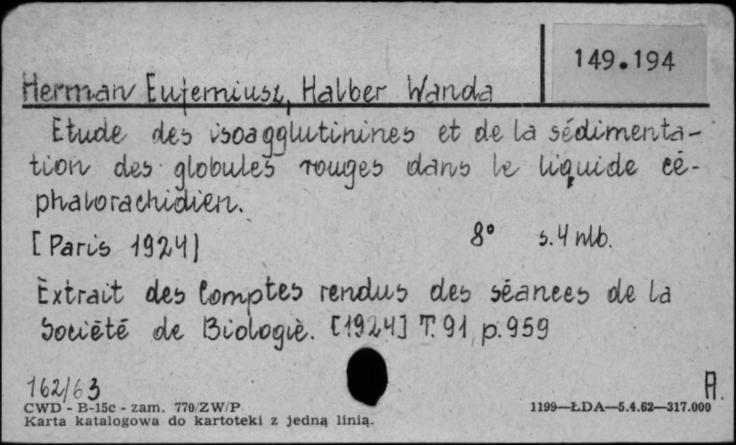 149.194
Herman Eufemiusz, Halber Wanda
Etude des isoagglutinines et de la sédimenta-
tion des globules rouges dans le liquide cé-
phalorachidien.
[Paris 1924] 8° s. 4 nlb.
Extrait des Comptes rendus des séances de la
Société de Biologie. [1924] T. 91, p. 959
162/63 A.
CWD - B-15c - zam. 770/ZW/P 1199—ŁDA—5.4.62—317.000
Karta katalogowa do kartoteki z jedną linią.